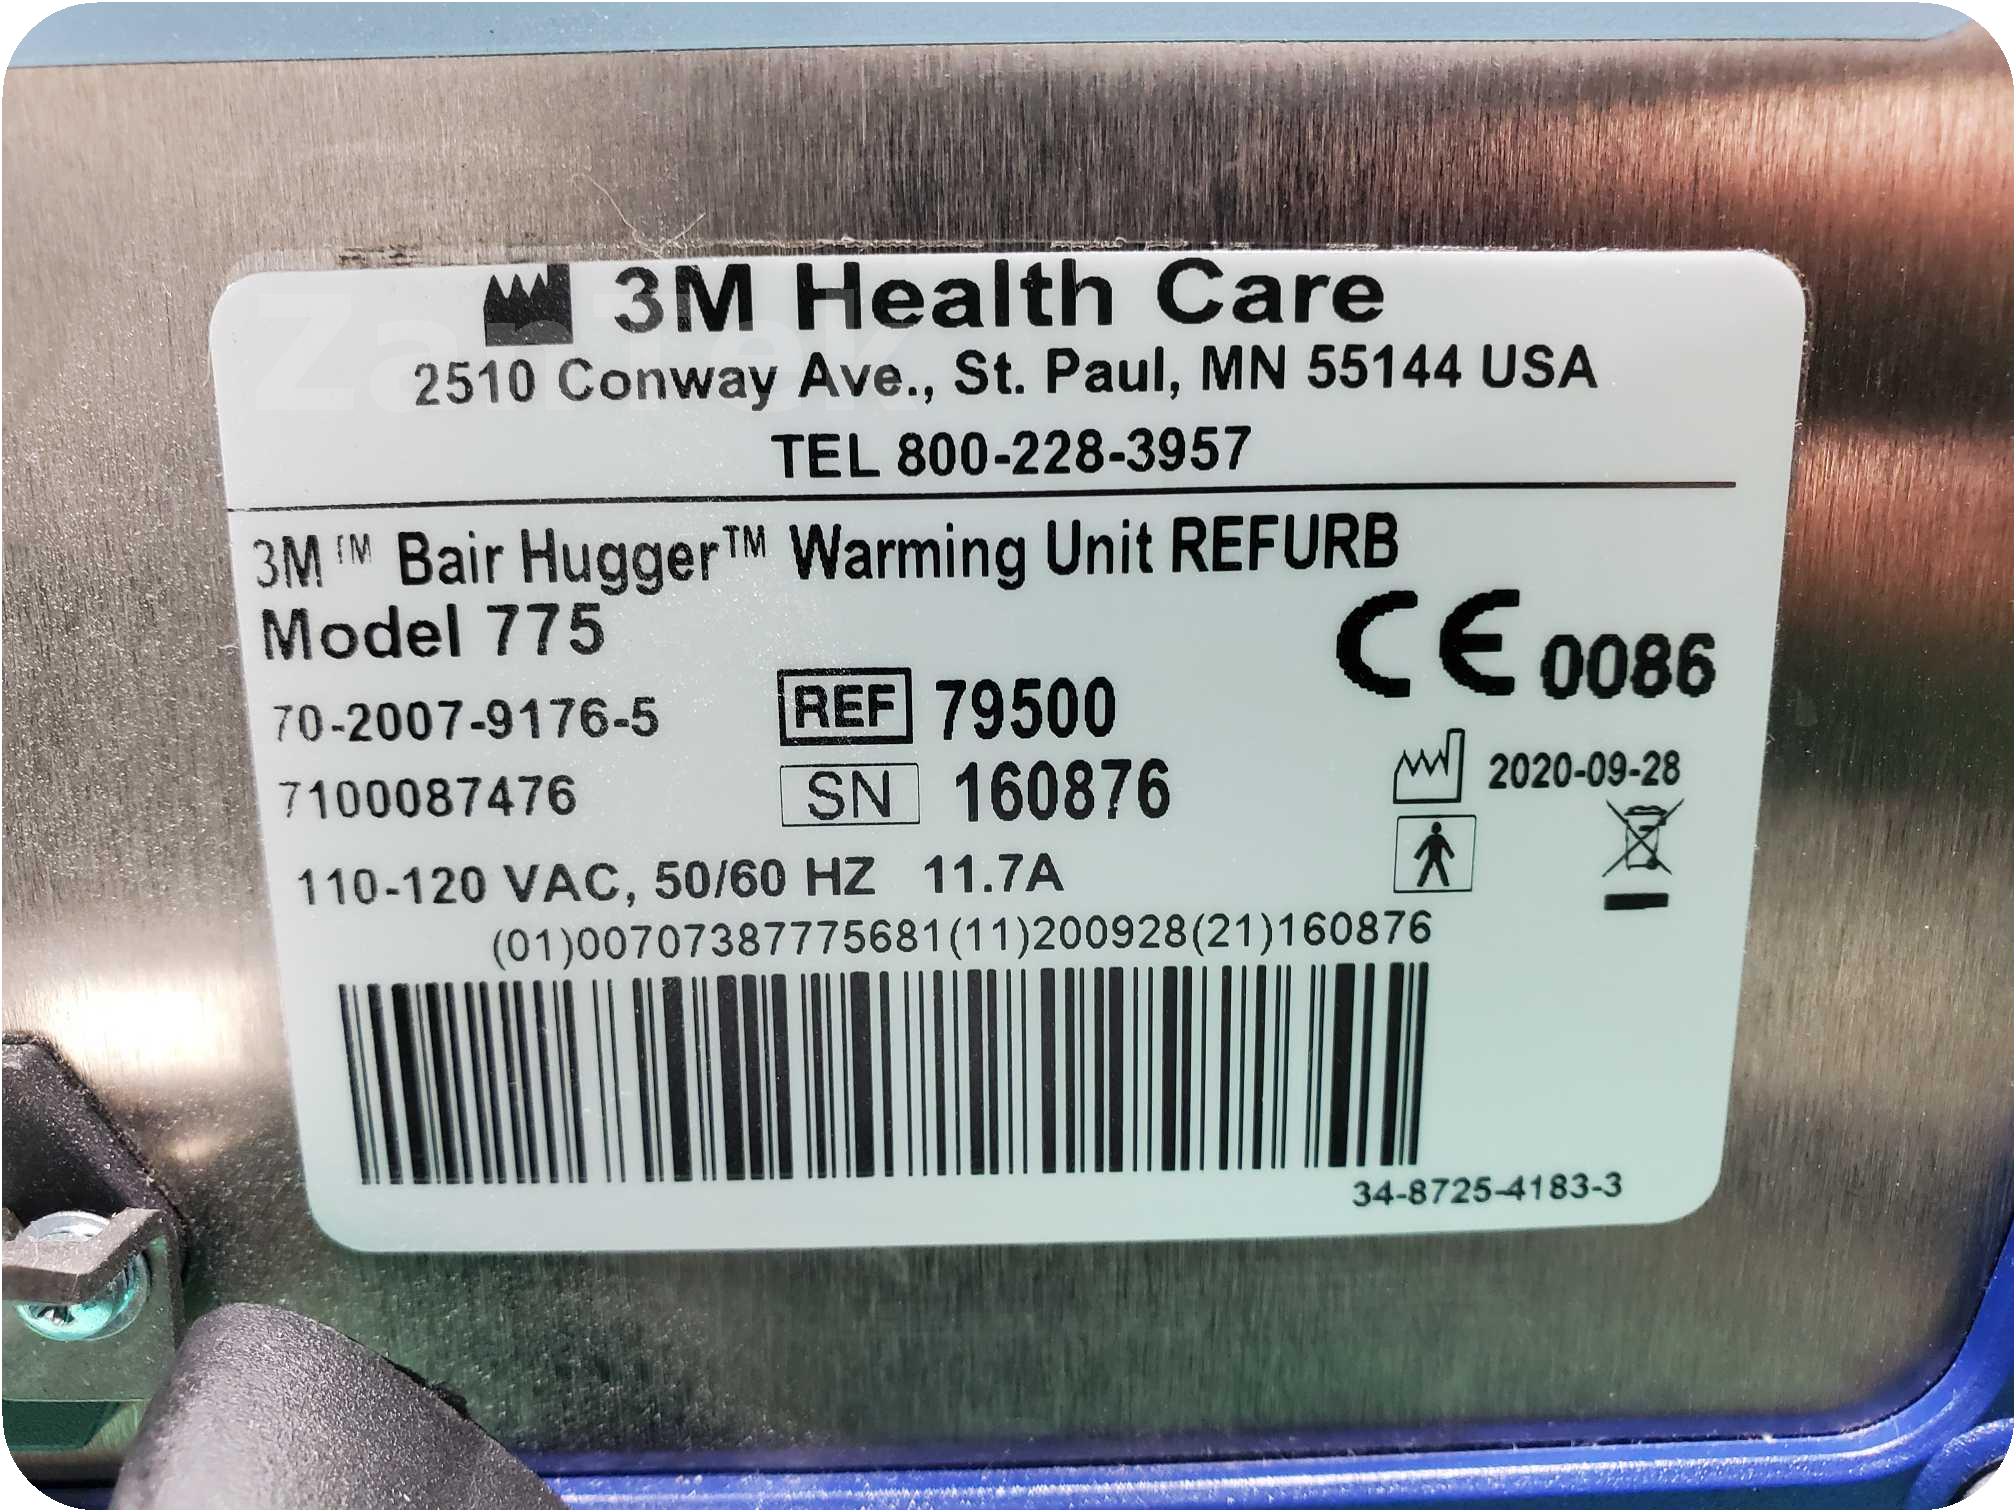 ZanTek
3M Health Care
2510 Conway Ave., St. Paul, MN 55144 USA
TEL 800-228-3957
3M™ Bair Hugger™ Warming Unit REFURB
Model 775
CE 0086
70-2007-9176-5 REF 79500
7100087476 SN 160876 2020-09-28
110-120 VAC, 50/60 HZ 11.7A
(01)00707387775681(11)200928(21)160876
34-8725-4183-3